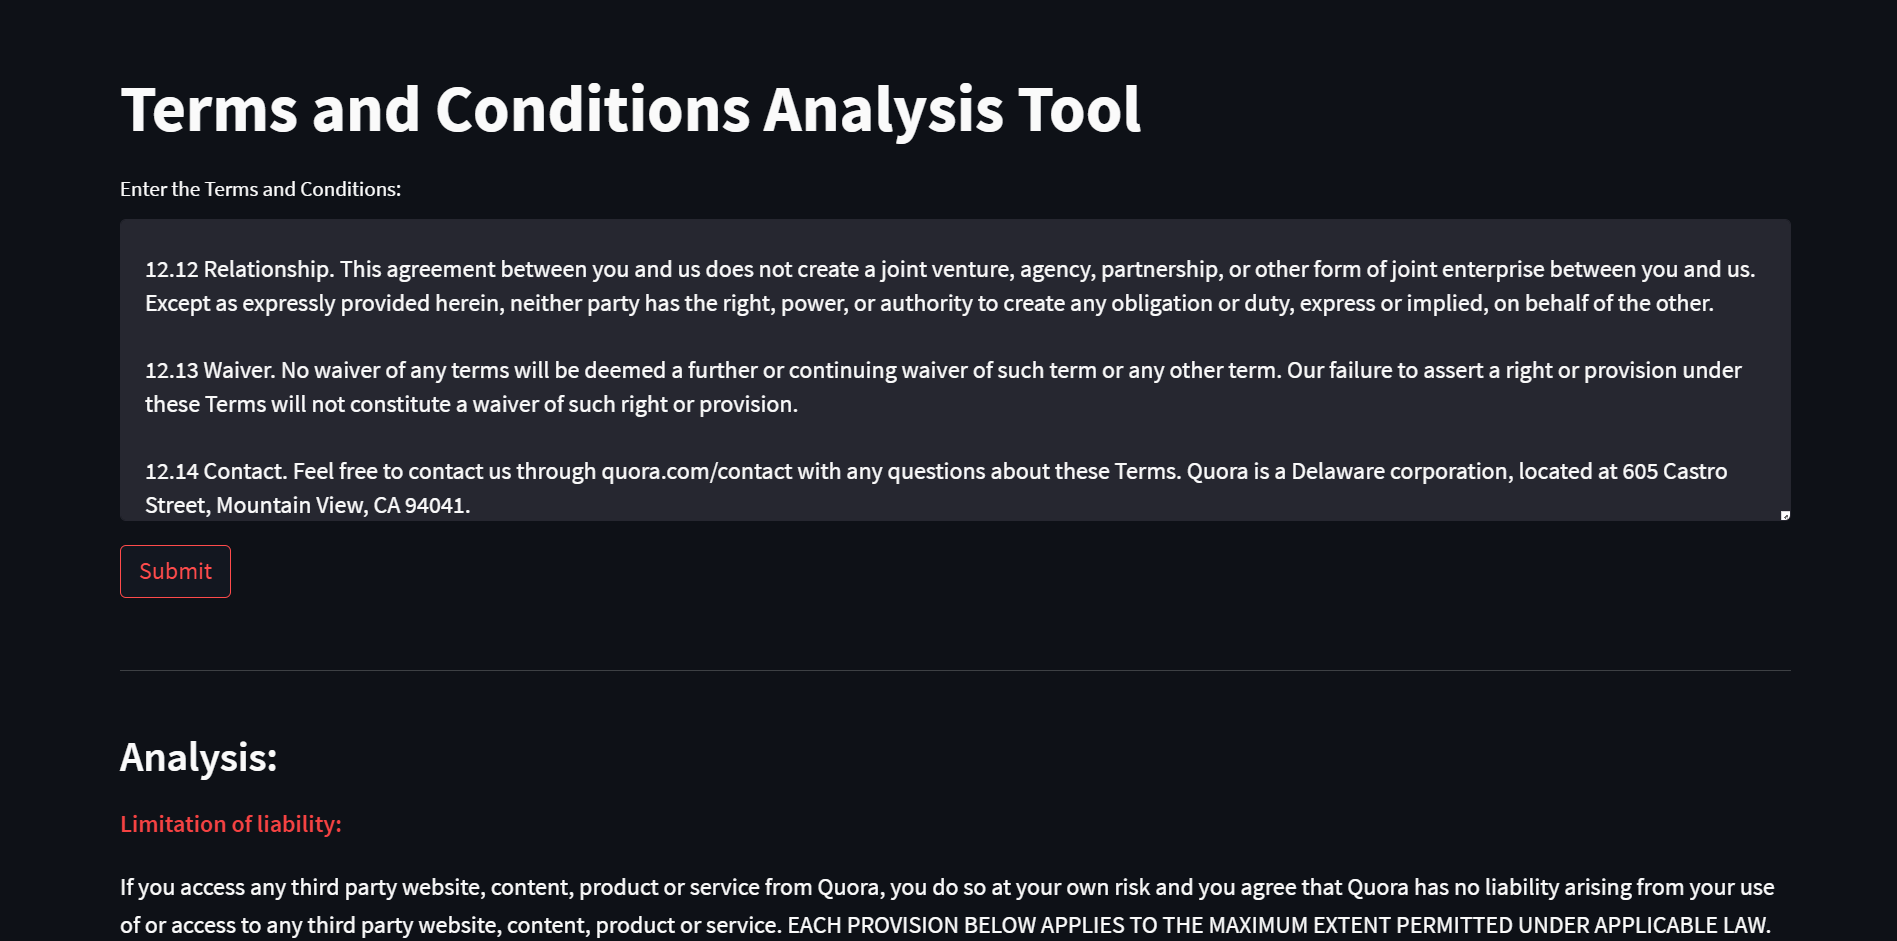 Terms and Conditions Analysis Tool
Enter the Terms and Conditions:
12.12 Relationship. This agreement between you and us does not create a joint venture, agency, partnership, or other form of joint enterprise between you and us.
Except as expressly provided herein, neither party has the right, power, or authority to create any obligation or duty, express or implied, on behalf of the other.
12.13 Waiver. No waiver of any terms will be deemed a further or continuing waiver of such term or any other term. Our failure to assert a right or provision under
these Terms will not constitute a waiver of such right or provision.
12.14 Contact. Feel free to contact us through quora.com/contact with any questions about these Terms. Quora is a Delaware corporation, located at 605 Castro
Street, Mountain View, CA 94041.
Submit
Analysis:
Limitation of liability:
If you access any third party website, content, product or service from Quora, you do so at your own risk and you agree that Quora has no liability arising from your use
of or access to any third party website, content, product or service. EACH PROVISION BELOW APPLIES TO THE MAXIMUM EXTENT PERMITTED UNDER APPLICABLE LAW.